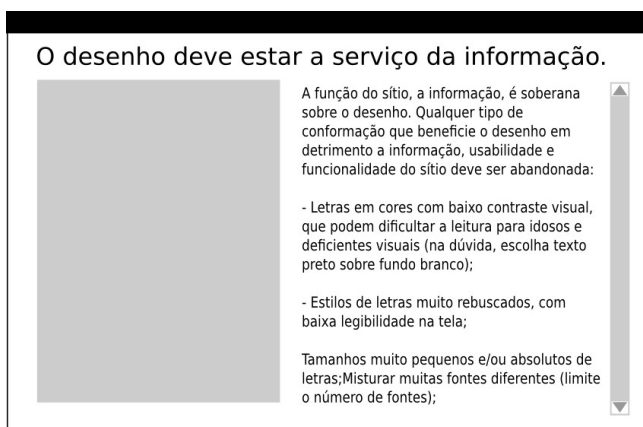 O desenho deve estar a serviço da informação.
A função do sítio, a informação, é soberana
sobre o desenho. Qualquer tipo de
conformação que beneficie o desenho em
detrimento a informação, usabilidade e
funcionalidade do sítio deve ser abandonada:
- Letras em cores com baixo contraste visual,
que podem dificultar a leitura para idosos e
deficientes visuais (na dúvida, escolha texto
preto sobre fundo branco);
- Estilos de letras muito rebuscados, com
baixa legibilidade na tela;
Tamanhos muito pequenos e/ou absolutos de
letras;Misturar muitas fontes diferentes (limite
o número de fontes);